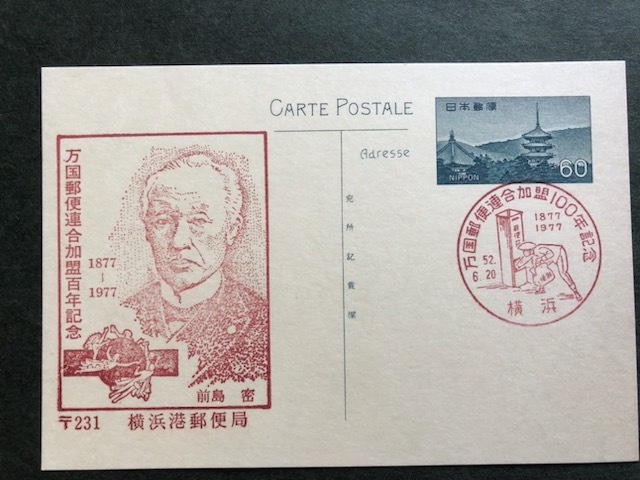 万国郵便連合加盟百年記念
1877
|
1977
前島 密
〒231 横浜港郵便局
CARTE POSTALE
Adresse
宛所記載欄
日本郵便
NIPPON
60
万国郵便連合加盟100年記念
1877
1977
52.
6.20
横浜